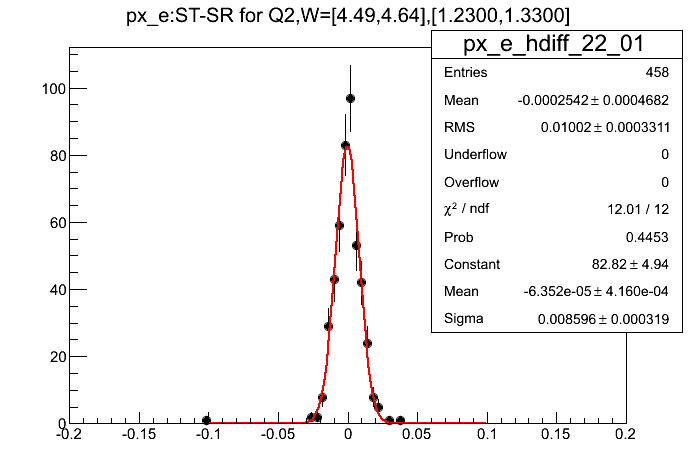 px_e:ST-SR for Q2,W=[4.49,4.64],[1.2300,1.3300]
px_e_hdiff_22_01
Entries 458
Mean -0.0002542 ± 0.0004682
RMS 0.01002 ± 0.0003311
Underflow 0
Overflow 0
χ² / ndf 12.01 / 12
Prob 0.4453
Constant 82.82 ± 4.94
Mean -6.352e-05 ± 4.160e-04
Sigma 0.008596 ± 0.000319
100
80
60
40
20
0
-0.2 -0.15 -0.1 -0.05 0 0.05 0.1 0.15 0.2